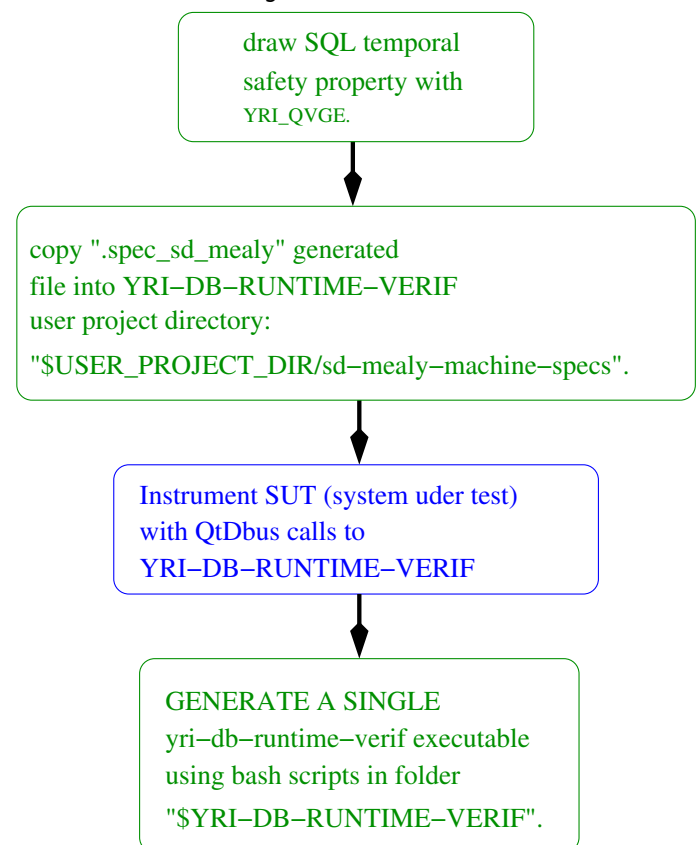 draw SQL temporal
safety property with
YRI_QVGE.
copy ".spec_sd_mealy" generated
file into YRI−DB−RUNTIME−VERIF
user project directory:
"$USER_PROJECT_DIR/sd−mealy−machine−specs".
Instrument SUT (system uder test)
with QtDbus calls to
YRI−DB−RUNTIME−VERIF
GENERATE A SINGLE
yri−db−runtime−verif executable
using bash scripts in folder
"$YRI−DB−RUNTIME−VERIF".